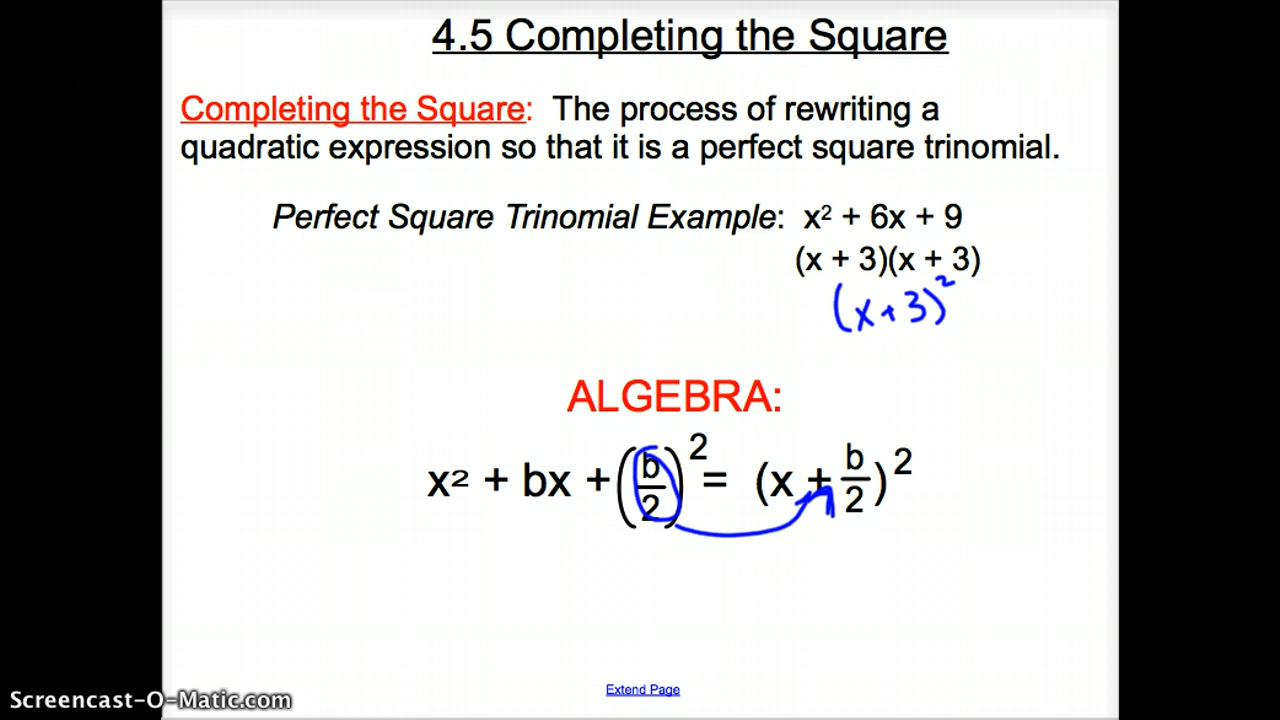 4.5 Completing the Square
Completing the Square: The process of rewriting a
quadratic expression so that it is a perfect square trinomial.
Perfect Square Trinomial Example: x² + 6x + 9
(x + 3)(x + 3)
(x+3)²
ALGEBRA:
x² + bx + (b/2)² = (x + b/2)²
Extend Page
Screencast-O-Matic.com